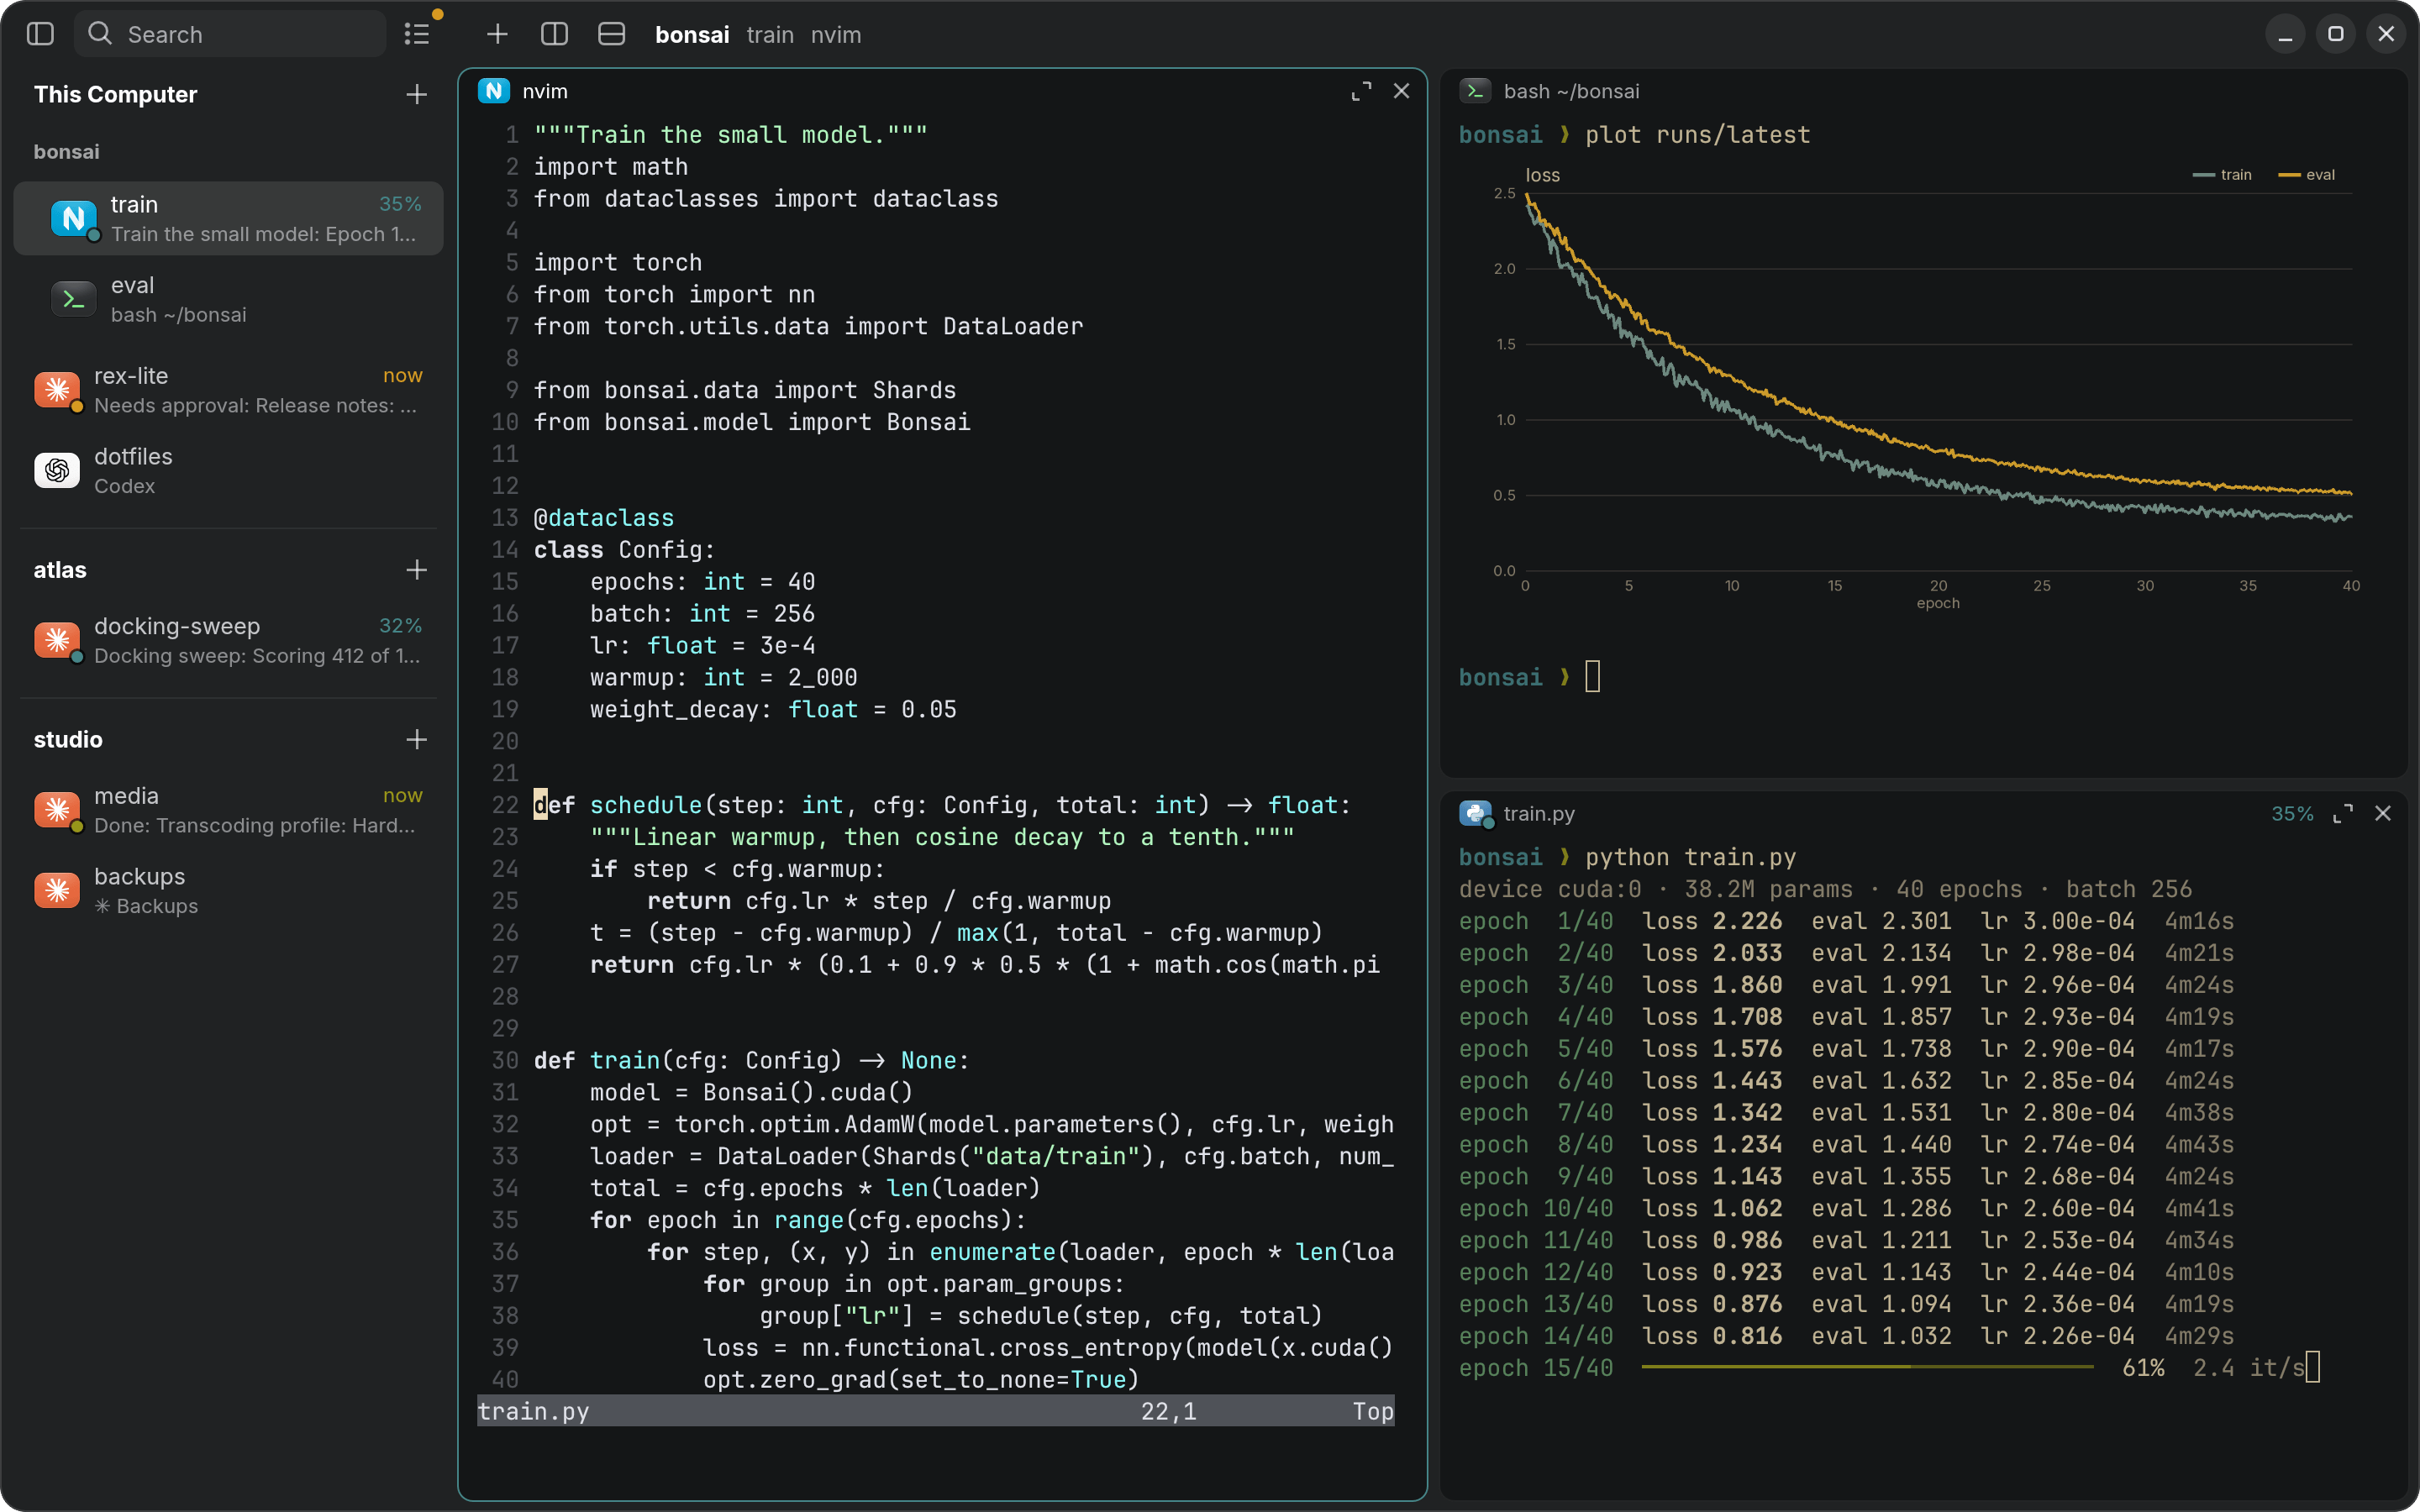 Search
bonsai train nvim
This Computer
bonsai
train 35%
Train the small model: Epoch 1...
eval
bash ~/bonsai
rex-lite now
Needs approval: Release notes: ...
dotfiles
Codex
atlas
docking-sweep 32%
Docking sweep: Scoring 412 of 1...
studio
media now
Done: Transcoding profile: Hard...
backups
✳ Backups
nvim
1 """Train the small model."""
2 import math
3 from dataclasses import dataclass
4
5 import torch
6 from torch import nn
7 from torch.utils.data import DataLoader
8
9 from bonsai.data import Shards
10 from bonsai.model import Bonsai
11
12
13 @dataclass
14 class Config:
15     epochs: int = 40
16     batch: int = 256
17     lr: float = 3e-4
18     warmup: int = 2_000
19     weight_decay: float = 0.05
20
21
22 def schedule(step: int, cfg: Config, total: int) -> float:
23     """Linear warmup, then cosine decay to a tenth."""
24     if step < cfg.warmup:
25         return cfg.lr * step / cfg.warmup
26     t = (step - cfg.warmup) / max(1, total - cfg.warmup)
27     return cfg.lr * (0.1 + 0.9 * 0.5 * (1 + math.cos(math.pi
28
29
30 def train(cfg: Config) -> None:
31     model = Bonsai().cuda()
32     opt = torch.optim.AdamW(model.parameters(), cfg.lr, weigh
33     loader = DataLoader(Shards("data/train"), cfg.batch, num_
34     total = cfg.epochs * len(loader)
35     for epoch in range(cfg.epochs):
36         for step, (x, y) in enumerate(loader, epoch * len(loa
37             for group in opt.param_groups:
38                 group["lr"] = schedule(step, cfg, total)
39             loss = nn.functional.cross_entropy(model(x.cuda()
40             opt.zero_grad(set_to_none=True)
train.py 22,1 Top
bash ~/bonsai
bonsai ❯ plot runs/latest
loss train eval
2.5
2.0
1.5
1.0
0.5
0.0
0 5 10 15 20 25 30 35 40
epoch
bonsai ❯
train.py 35%
bonsai ❯ python train.py
device cuda:0 · 38.2M params · 40 epochs · batch 256
epoch  1/40  loss 2.226  eval 2.301  lr 3.00e-04  4m16s
epoch  2/40  loss 2.033  eval 2.134  lr 2.98e-04  4m21s
epoch  3/40  loss 1.860  eval 1.991  lr 2.96e-04  4m24s
epoch  4/40  loss 1.708  eval 1.857  lr 2.93e-04  4m19s
epoch  5/40  loss 1.576  eval 1.738  lr 2.90e-04  4m17s
epoch  6/40  loss 1.443  eval 1.632  lr 2.85e-04  4m24s
epoch  7/40  loss 1.342  eval 1.531  lr 2.80e-04  4m38s
epoch  8/40  loss 1.234  eval 1.440  lr 2.74e-04  4m43s
epoch  9/40  loss 1.143  eval 1.355  lr 2.68e-04  4m24s
epoch 10/40  loss 1.062  eval 1.286  lr 2.60e-04  4m41s
epoch 11/40  loss 0.986  eval 1.211  lr 2.53e-04  4m34s
epoch 12/40  loss 0.923  eval 1.143  lr 2.44e-04  4m10s
epoch 13/40  loss 0.876  eval 1.094  lr 2.36e-04  4m19s
epoch 14/40  loss 0.816  eval 1.032  lr 2.26e-04  4m29s
epoch 15/40  61%  2.4 it/s